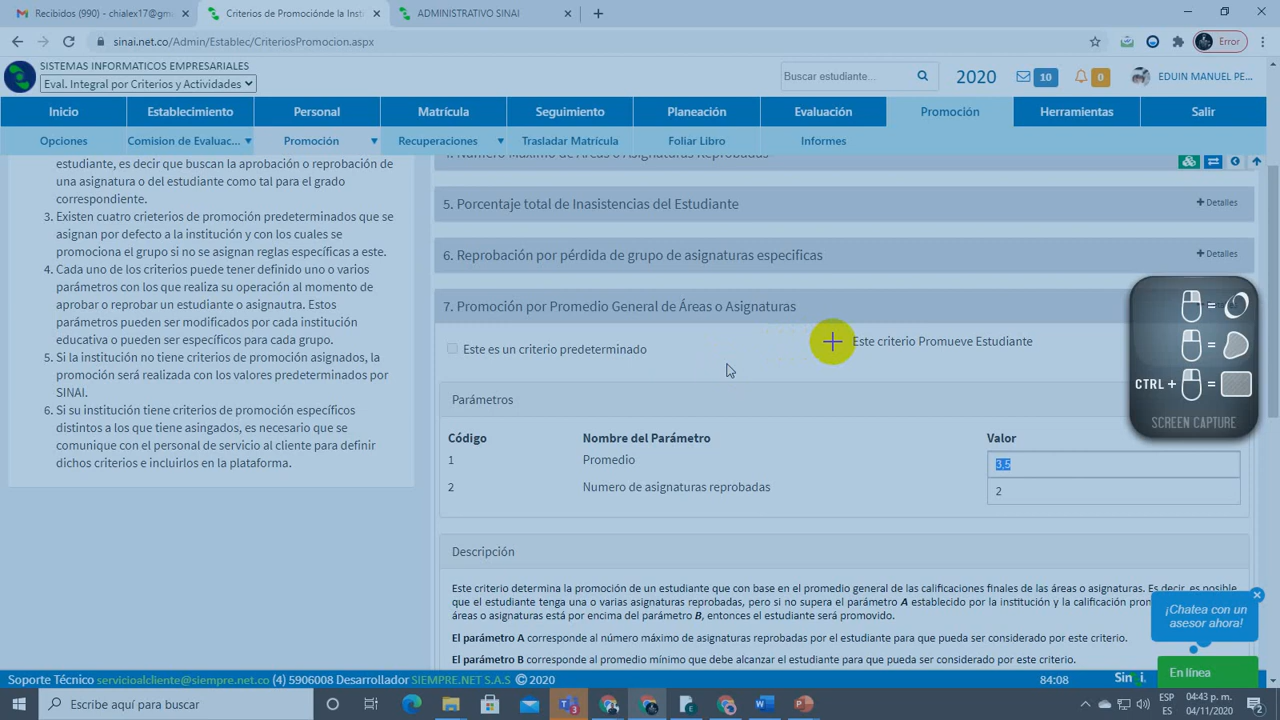 Recibidos (990) - chialex17@gm
Criterios de Promociónde la Insti
ADMINISTRATIVO SINAI
sinai.net.co/Admin/Establec/CriteriosPromocion.aspx
Error
SISTEMAS INFORMATICOS EMPRESARIALES
Eval. Integral por Criterios y Actividades
Buscar estudiante...
2020
10
0
EDUIN MANUEL PE...
Inicio
Establecimiento
Personal
Matrícula
Seguimiento
Planeación
Evaluación
Promoción
Herramientas
Salir
Opciones
Comision de Evaluac...
Promoción
Recuperaciones
Trasladar Matrícula
Foliar Libro
Informes
estudiante, es decir que buscan la aprobación o reprobación de
una asignatura o del estudiante como tal para el grado
correspondiente.
3. Existen cuatro crieterios de promoción predeterminados que se
asignan por defecto a la institución y con los cuales se
promociona el grupo si no se asignan reglas específicas a este.
4. Cada uno de los criterios puede tener definido uno o varios
parámetros con los que realiza su operación al momento de
aprobar o reprobar un estudiante o asignautra. Estos
parámetros pueden ser modificados por cada institución
educativa o pueden ser específicos para cada grupo.
5. Si la institución no tiene criterios de promoción asignados, la
promoción será realizada con los valores predeterminados por
SINAI.
6. Si su institución tiene criterios de promoción específicos
distintos a los que tiene asingados, es necesario que se
comunique con el personal de servicio al cliente para definir
dichos criterios e incluirlos en la plataforma.
4. Número Máximo de Áreas o Asignaturas Reprobadas
5. Porcentaje total de Inasistencias del Estudiante
+ Detalles
6. Reprobación por pérdida de grupo de asignaturas especificas
+ Detalles
7. Promoción por Promedio General de Áreas o Asignaturas
Este es un criterio predeterminado
Este criterio Promueve Estudiante
Parámetros
Código Nombre del Parámetro Valor
1 Promedio 3.5
2 Numero de asignaturas reprobadas 2
Descripción
Este criterio determina la promoción de un estudiante que con base en el promedio general de las calificaciones finales de las áreas o asignaturas. Es decir, es posible
que el estudiante tenga una o varias asignaturas reprobadas, pero si no supera el parámetro A establecido por la institución y la calificación pro
áreas o asignaturas está por encima del parámetro B, entonces el estudiante será promovido.
El parámetro A corresponde al número máximo de asignaturas reprobadas por el estudiante para que pueda ser considerado por este criterio.
El parámetro B corresponde al promedio mínimo que debe alcanzar el estudiante para que pueda ser considerado por este criterio.
=
=
CTRL + =
SCREEN CAPTURE
¡Chatea con un
asesor ahora!
En línea
Soporte Técnico servicioalcliente@siempre.net.co (4) 5906008 Desarrollador SIEMPRE.NET S.A.S © 2020
84:08
Escribe aquí para buscar
ESP
ES
04:43 p. m.
04/11/2020
2